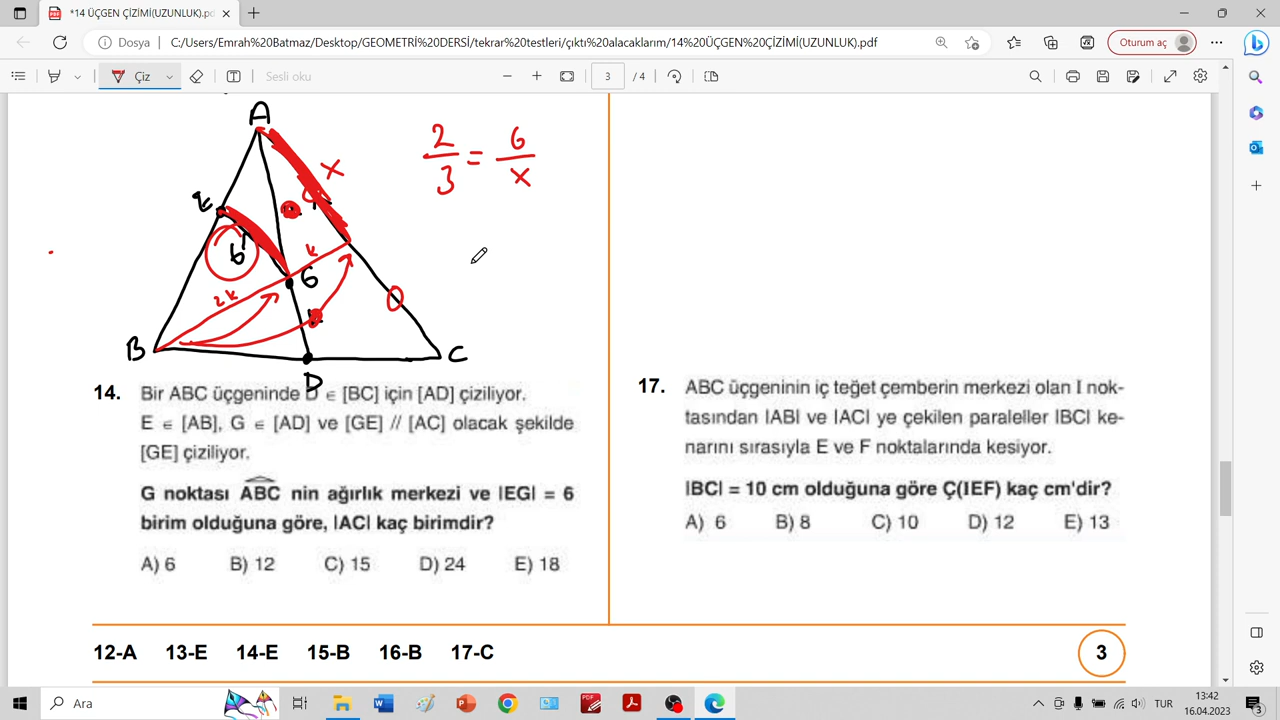 *14 ÜÇGEN ÇİZİMİ(UZUNLUK).pd
Dosya
C:/Users/Emrah%20Batmaz/Desktop/GEOMETRİ%20DERSİ/tekrar%20testleri/çıktı%20alacaklarım/14%20ÜÇGEN%20ÇİZİMİ(UZUNLUK).pdf
Oturum aç
Çiz
Sesli oku
3 / 4
A
E
6
2k
k
x
G
B
D
C
2/3 = 6/x
14. Bir ABC üçgeninde D ∈ [BC] için [AD] çiziliyor.
E ∈ [AB], G ∈ [AD] ve [GE] // [AC] olacak şekilde
[GE] çiziliyor.
G noktası ABC nin ağırlık merkezi ve |EG| = 6
birim olduğuna göre, |AC| kaç birimdir?
A) 6 B) 12 C) 15 D) 24 E) 18
17. ABC üçgeninin iç teğet çemberin merkezi olan I nok-
tasından |AB| ve |AC| ye çekilen paraleller |BC| ke-
narını sırasıyla E ve F noktalarında kesiyor.
|BC| = 10 cm olduğuna göre Ç(IEF) kaç cm'dir?
A) 6 B) 8 C) 10 D) 12 E) 13
12-A 13-E 14-E 15-B 16-B 17-C
3
Ara
13:42
TUR
16.04.2023
3